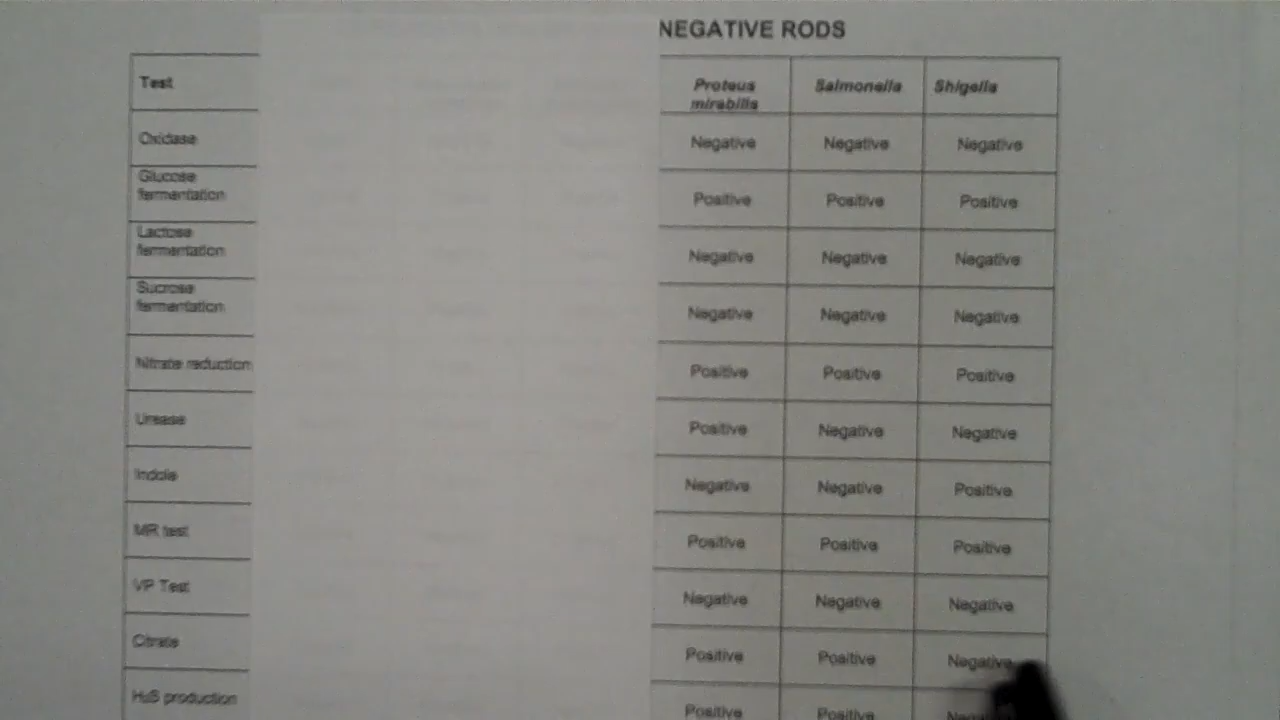 NEGATIVE RODS
Test Proteus mirabilis Salmonella Shigella
Oxidase Negative Negative Negative
Glucose fermentation Positive Positive Positive
Lactose fermentation Negative Negative Negative
Sucrose fermentation Negative Negative Negative
Nitrate reduction Positive Positive Positive
Urease Positive Negative Negative
Indole Negative Negative Positive
MR test Positive Positive Positive
VP Test Negative Negative Negative
Citrate Positive Positive Negative
H₂S production Positive Positive